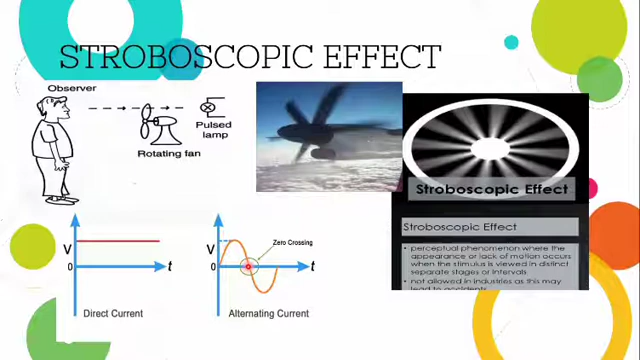 STROBOSCOPIC EFFECT
Observer
Pulsed
lamp
Rotating fan
Stroboscopic Effect
Stroboscopic Effect
• perceptual phenomenon where the
appearance or lack of motion occurs
when the stimulus is viewed in distinct
separate stages or intervals
• not allowed in industries as this may
lead to accidents
V
0
t
Direct Current
V
0
Zero Crossing
t
Alternating Current